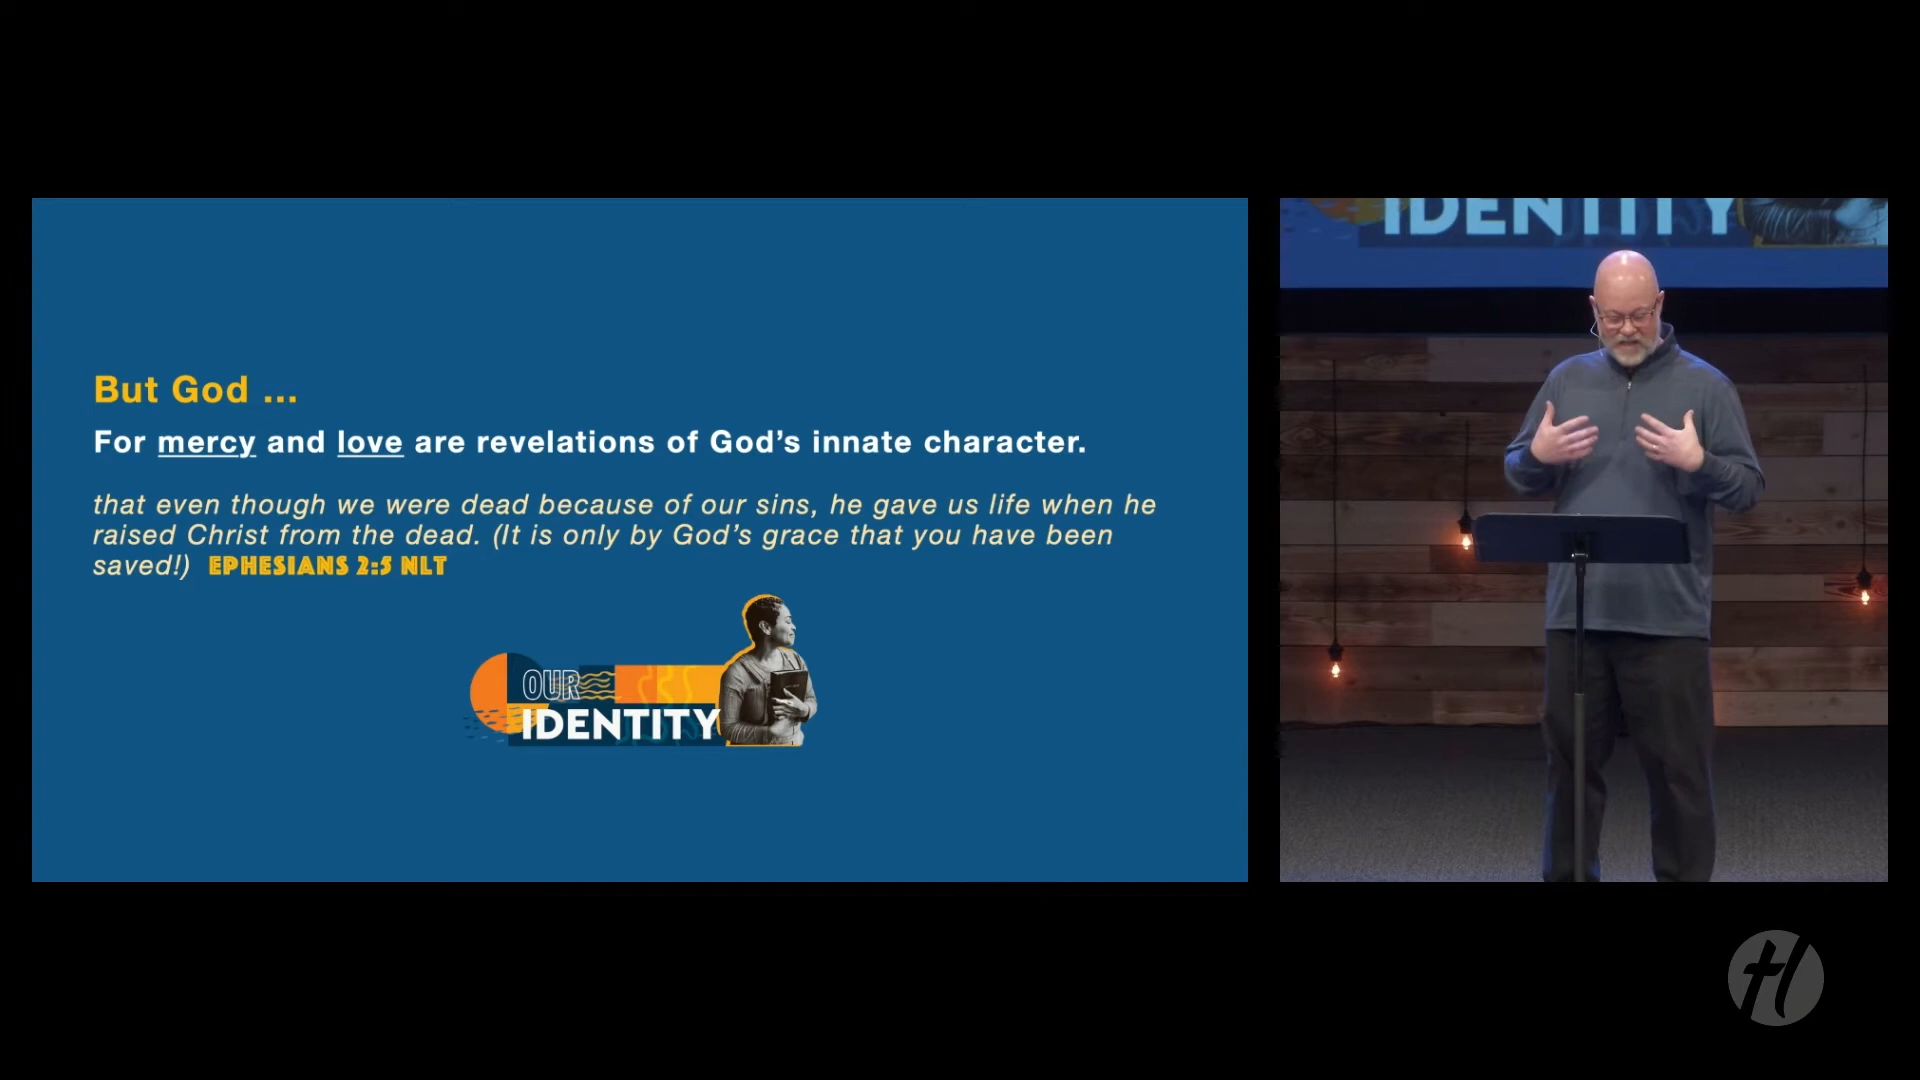 But God ...
For mercy and love are revelations of God's innate character.
that even though we were dead because of our sins, he gave us life when he
raised Christ from the dead. (It is only by God's grace that you have been
saved!) EPHESIANS 2:5 NLT
OUR
IDENTITY
IDENTITY